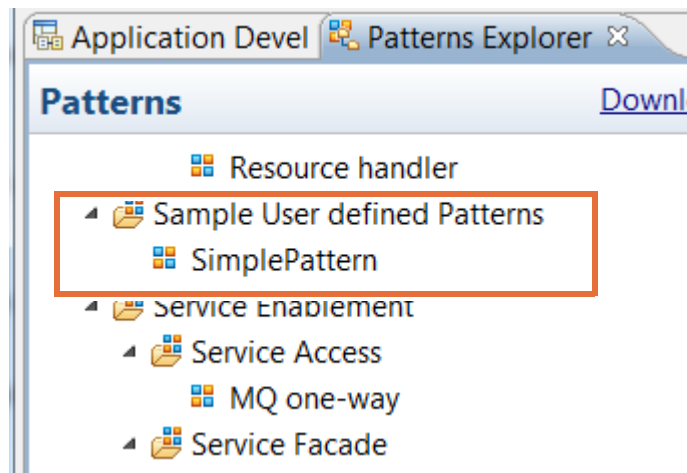 Application Devel Patterns Explorer
Patterns Downl
Resource handler
Sample User defined Patterns
SimplePattern
Service Enablement
Service Access
MQ one-way
Service Facade